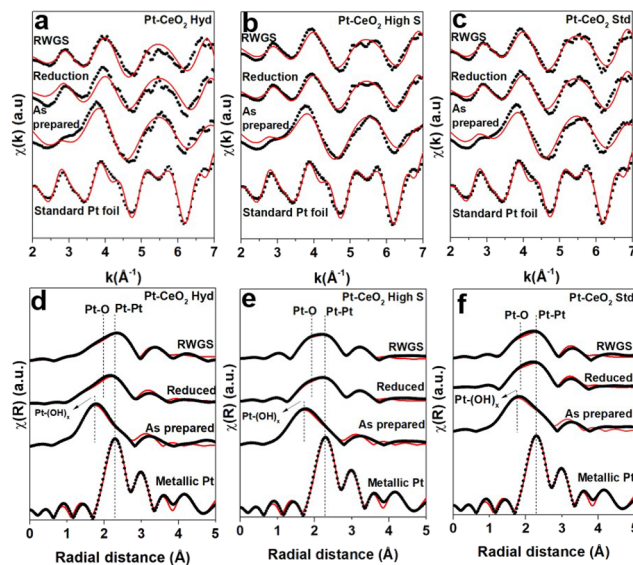 a
Pt-CeO₂ Hyd
RWGS
Reduction
As
prepared
Standard Pt foil
χ(k) (a.u)
2 3 4 5 6 7
k(Å⁻¹)
b
Pt-CeO₂ High S
RWGS
Reduction
As
prepared
Standard Pt foil
χ(k) (a.u)
2 3 4 5 6 7
k(Å⁻¹)
c
Pt-CeO₂ Std
RWGS
Reduction
As
prepared
Standard Pt foil
χ(k) (a.u)
2 3 4 5 6 7
k(Å⁻¹)
d
Pt-CeO₂ Hyd
Pt-O Pt-Pt
RWGS
Reduced
Pt-(OH)ₓ
As prepared
Metallic Pt
χ(R) (a.u.)
0 1 2 3 4 5
Radial distance (Å)
e
Pt-CeO₂ High S
Pt-O Pt-Pt
RWGS
Reduced
Pt-(OH)ₓ
As prepared
Metallic Pt
χ(R) (a.u.)
0 1 2 3 4 5
Radial distance (Å)
f
Pt-CeO₂ Std
Pt-O Pt-Pt
RWGS
Reduced
Pt-(OH)ₓ
As prepared
Metallic Pt
χ(R) (a.u.)
0 1 2 3 4 5
Radial distance (Å)